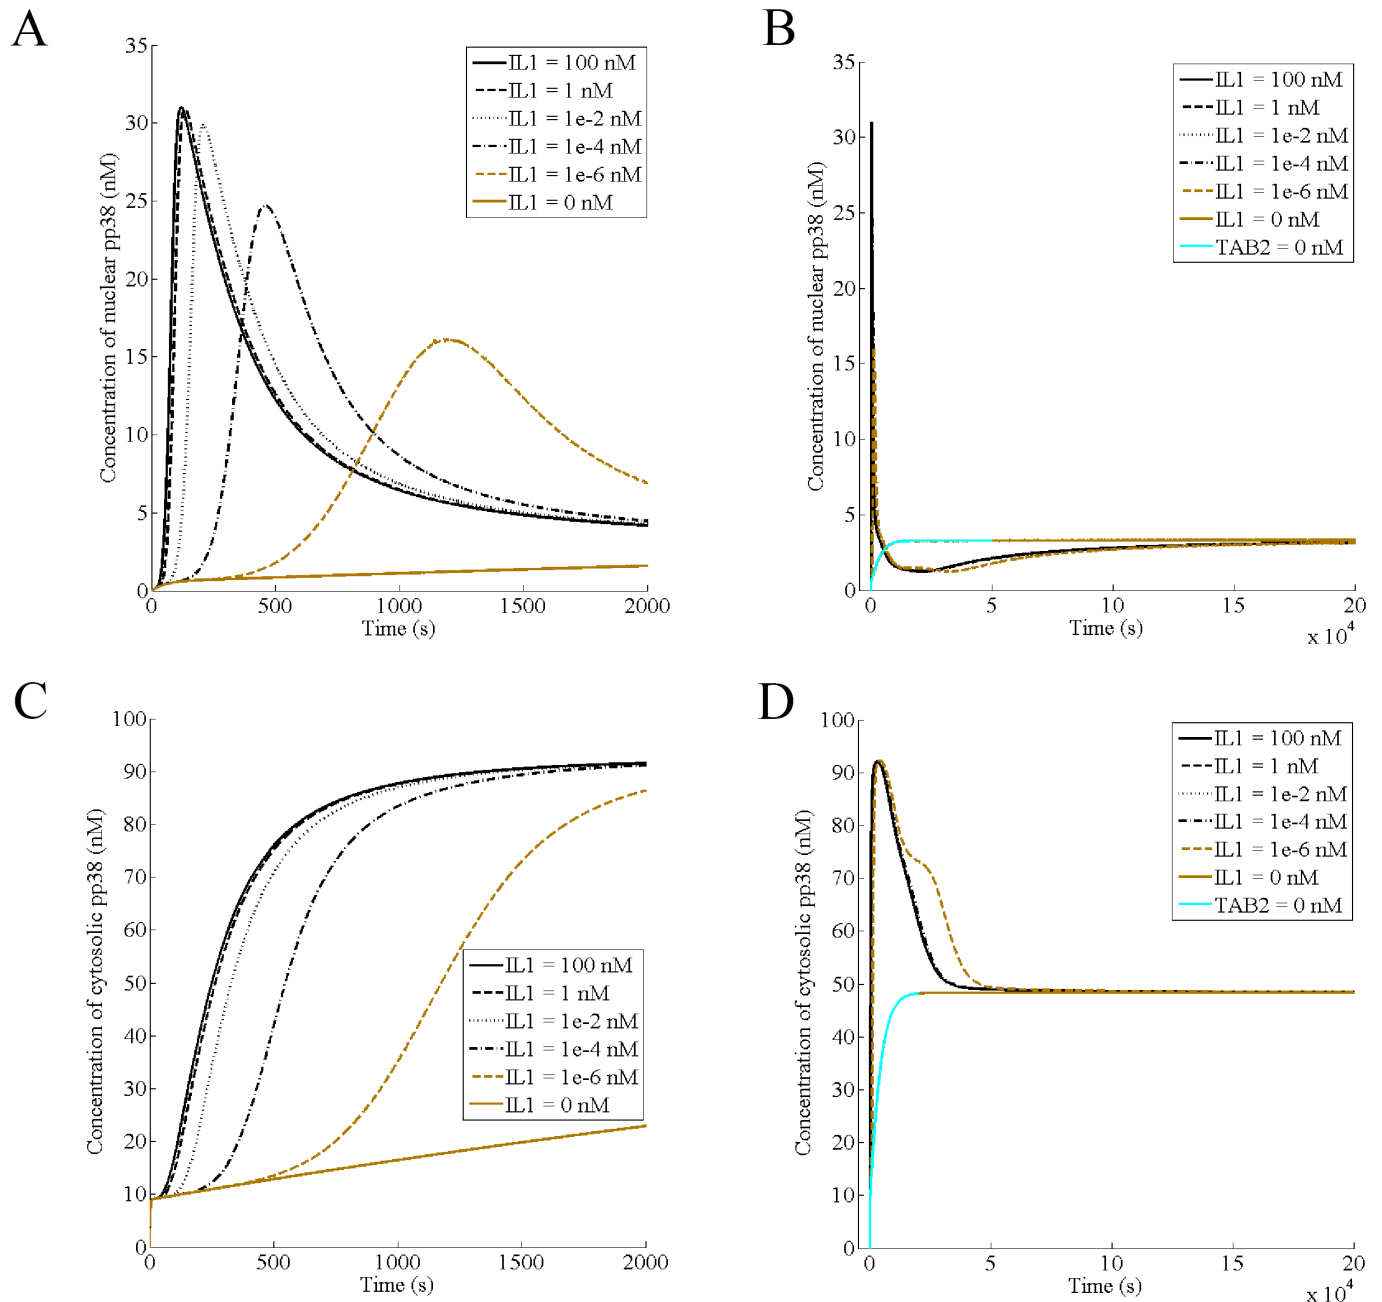 A
35
30
25
20
15
10
5
0
0
500
1000
1500
2000
Concentration of nuclear pp38 (nM)
Time (s)
IL1 = 100 nM
IL1 = 1 nM
IL1 = 1e-2 nM
IL1 = 1e-4 nM
IL1 = 1e-6 nM
IL1 = 0 nM
B
35
30
25
20
15
10
5
0
0
5
10
15
20
x 10^4
Concentration of nuclear pp38 (nM)
Time (s)
IL1 = 100 nM
IL1 = 1 nM
IL1 = 1e-2 nM
IL1 = 1e-4 nM
IL1 = 1e-6 nM
IL1 = 0 nM
TAB2 = 0 nM
C
100
90
80
70
60
50
40
30
20
10
0
0
500
1000
1500
2000
Concentration of cytosolic pp38 (nM)
Time (s)
IL1 = 100 nM
IL1 = 1 nM
IL1 = 1e-2 nM
IL1 = 1e-4 nM
IL1 = 1e-6 nM
IL1 = 0 nM
D
100
90
80
70
60
50
40
30
20
10
0
0
5
10
15
20
x 10^4
Concentration of cytosolic pp38 (nM)
Time (s)
IL1 = 100 nM
IL1 = 1 nM
IL1 = 1e-2 nM
IL1 = 1e-4 nM
IL1 = 1e-6 nM
IL1 = 0 nM
TAB2 = 0 nM